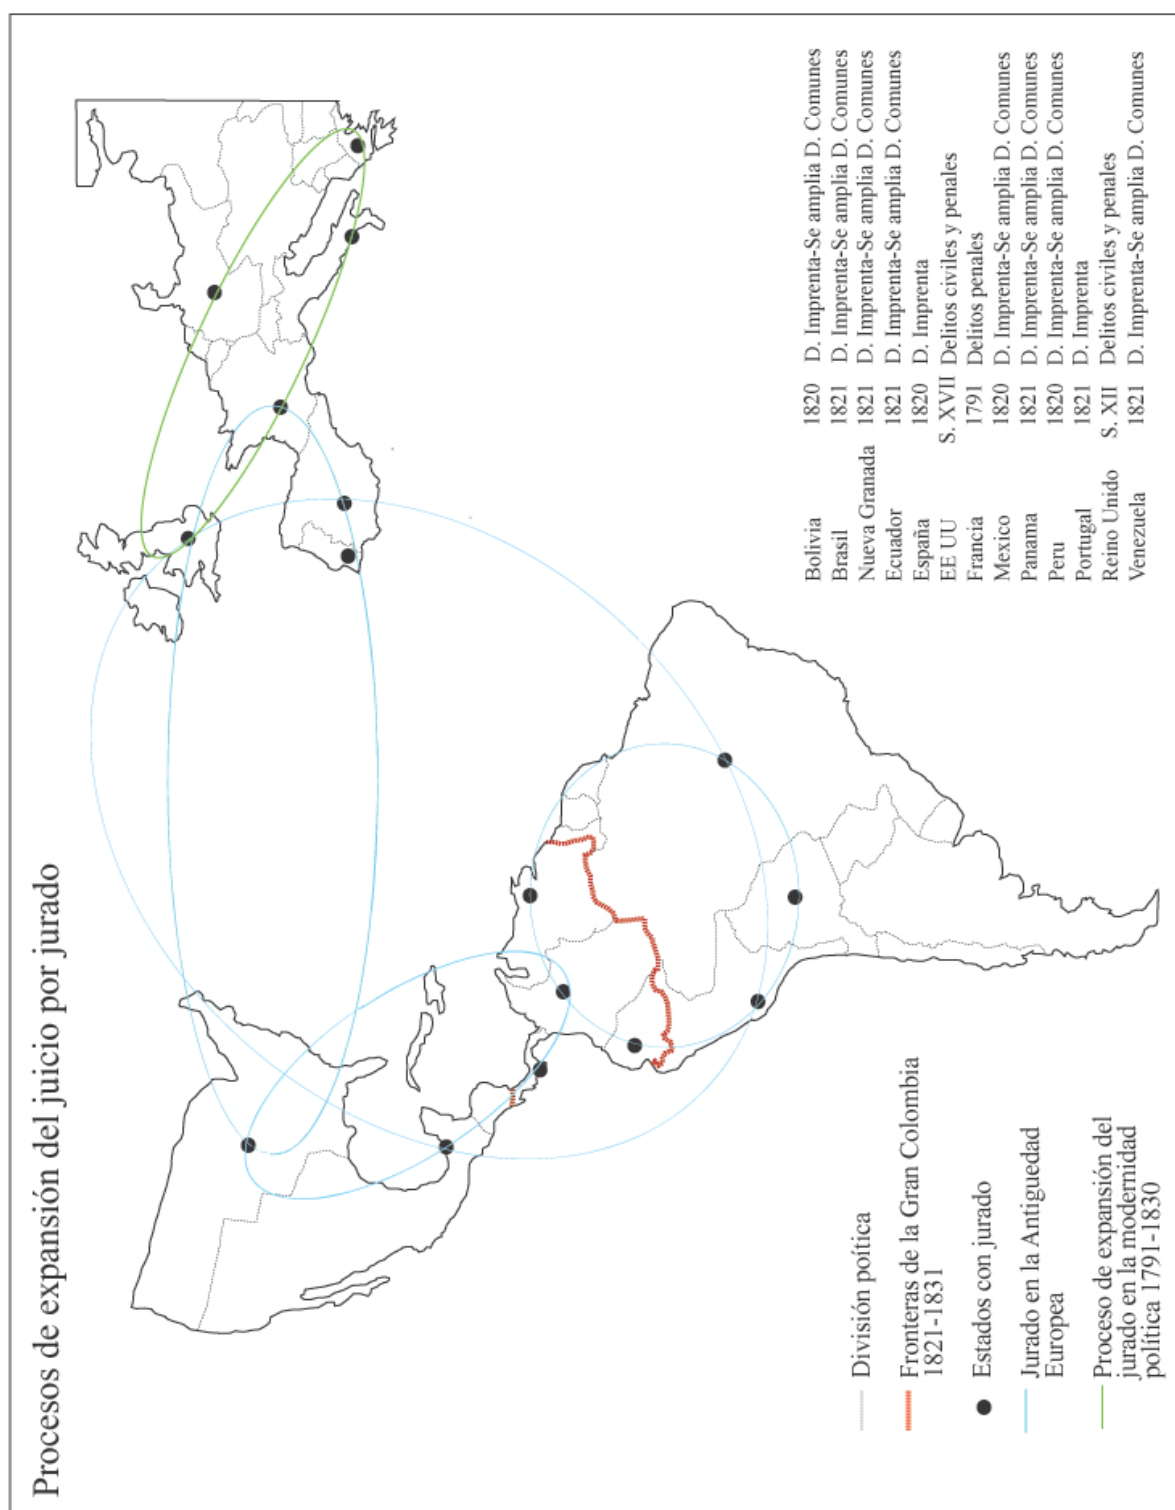 Procesos de expansión del juicio por jurado
División poítica
Fronteras de la Gran Colombia
1821-1831
Estados con jurado
Jurado en la Antiguedad
Europea
Proceso de expansión del
jurado en la modernidad
política 1791-1830
Bolivia 1820 D. Imprenta-Se amplia D. Comunes
Brasil 1821 D. Imprenta-Se amplia D. Comunes
Nueva Granada 1821 D. Imprenta-Se amplia D. Comunes
Ecuador 1821 D. Imprenta-Se amplia D. Comunes
España 1820 D. Imprenta
EE UU S. XVII Delitos civiles y penales
Francia 1791 Delitos penales
Mexico 1820 D. Imprenta-Se amplia D. Comunes
Panama 1821 D. Imprenta-Se amplia D. Comunes
Peru 1820 D. Imprenta-Se amplia D. Comunes
Portugal 1821 D. Imprenta
Reino Unido S. XII Delitos civiles y penales
Venezuela 1821 D. Imprenta-Se amplia D. Comunes